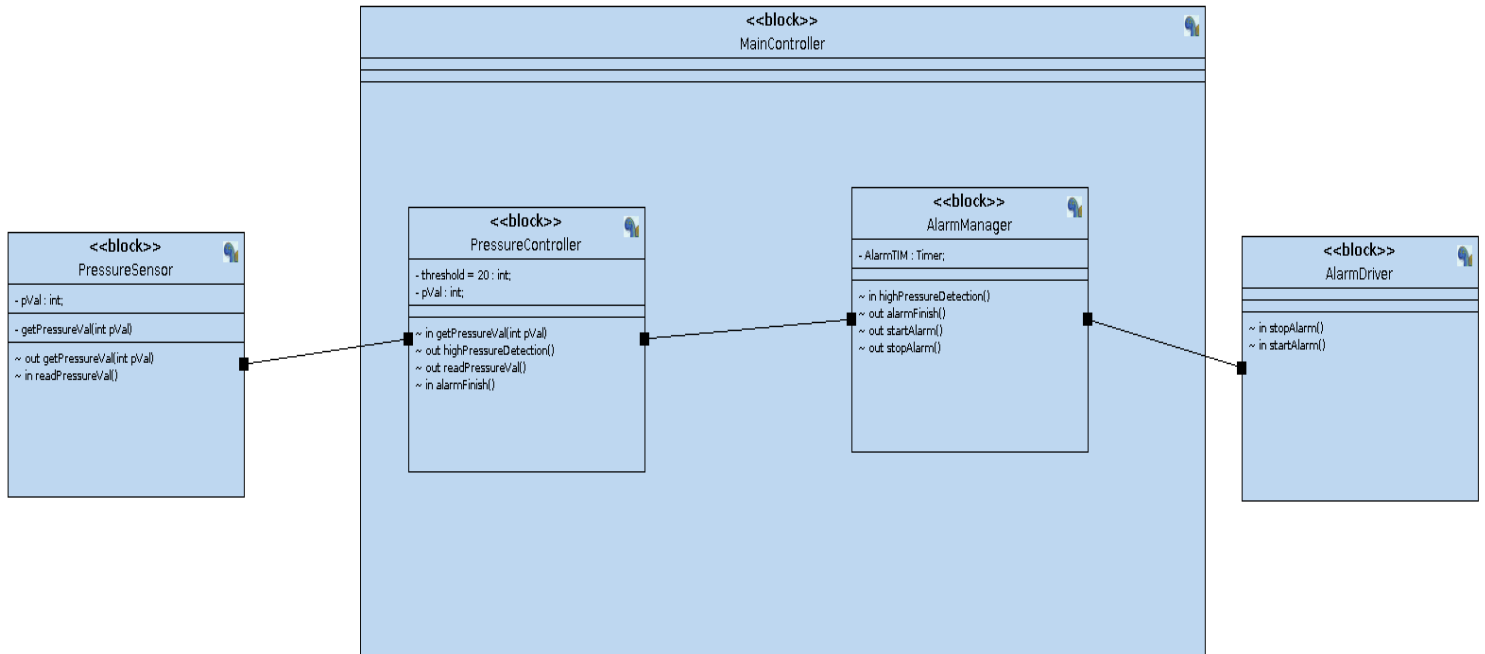 <<block>>
MainController
<<block>>
PressureSensor
- pVal : int;
- getPressureVal(int pVal)
~ out getPressureVal(int pVal)
~ in readPressureVal()
<<block>>
PressureController
- threshold = 20 : int;
- pVal : int;
~ in getPressureVal(int pVal)
~ out highPressureDetection()
~ out readPressureVal()
~ in alarmFinish()
<<block>>
AlarmManager
- AlarmTIM : Timer;
~ in highPressureDetection()
~ out alarmFinish()
~ out startAlarm()
~ out stopAlarm()
<<block>>
AlarmDriver
~ in stopAlarm()
~ in startAlarm()